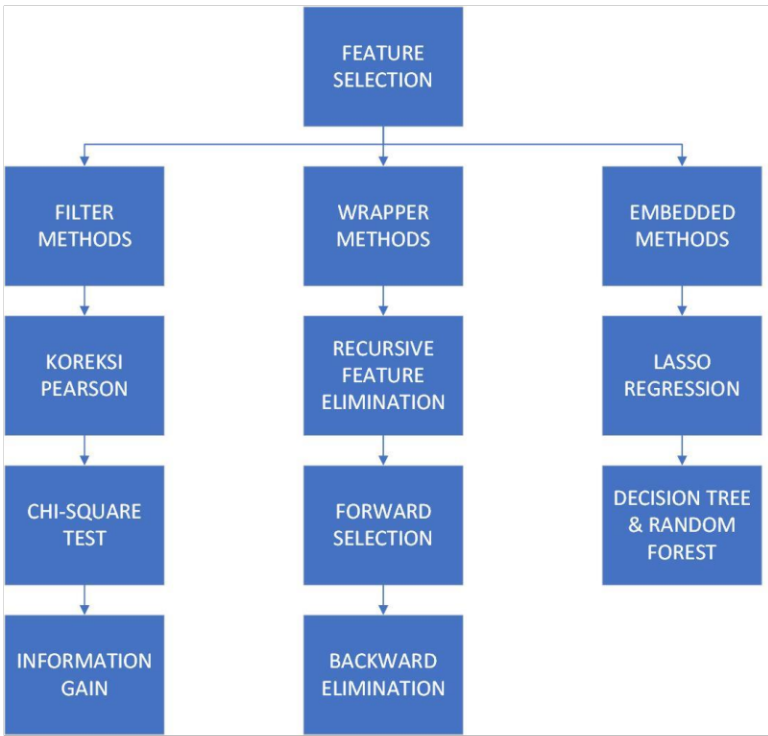 FEATURE
SELECTION
FILTER
METHODS
WRAPPER
METHODS
EMBEDDED
METHODS
KOREKSI
PEARSON
RECURSIVE
FEATURE
ELIMINATION
LASSO
REGRESSION
CHI-SQUARE
TEST
FORWARD
SELECTION
DECISION TREE
& RANDOM
FOREST
INFORMATION
GAIN
BACKWARD
ELIMINATION